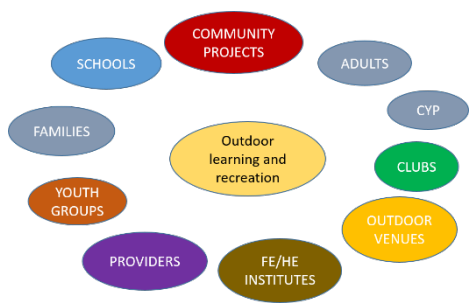 COMMUNITY
PROJECTS
SCHOOLS
ADULTS
CYP
FAMILIES
Outdoor
learning and
recreation
CLUBS
YOUTH
GROUPS
OUTDOOR
VENUES
PROVIDERS
FE/HE
INSTITUTES